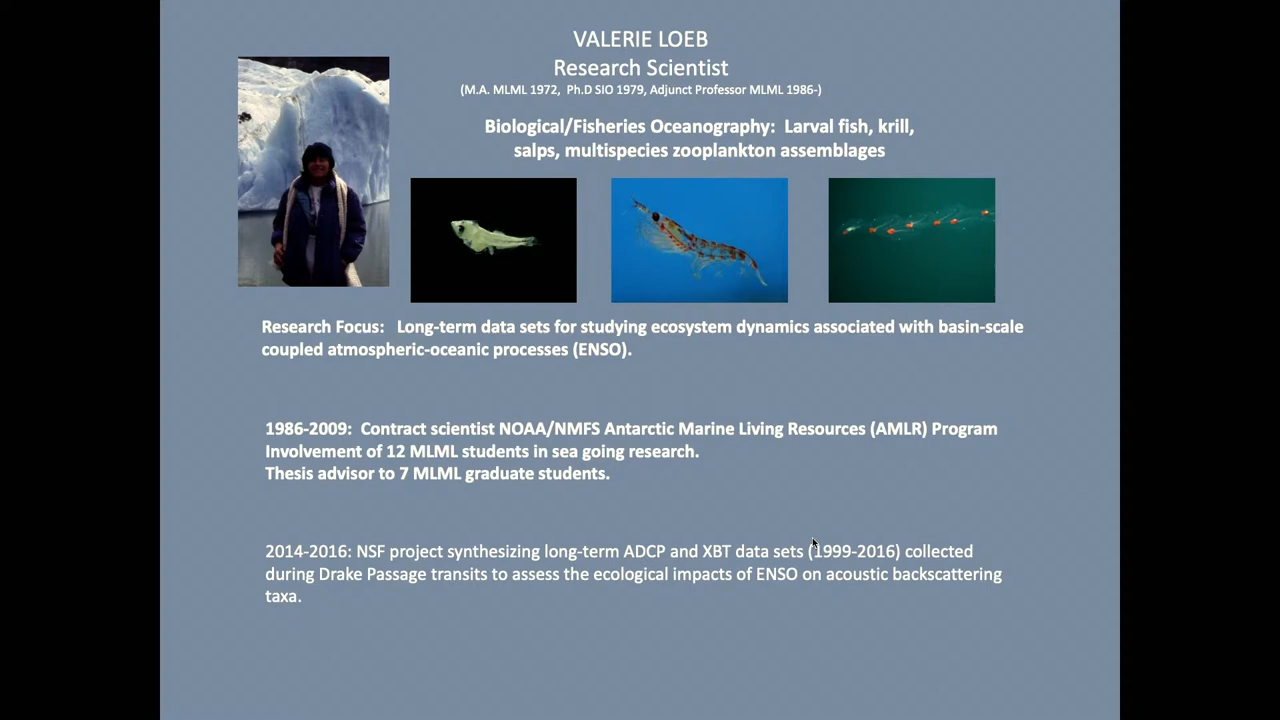 VALERIE LOEB
Research Scientist
(M.A. MLML 1972, Ph.D SIO 1979, Adjunct Professor MLML 1986-)
Biological/Fisheries Oceanography: Larval fish, krill,
salps, multispecies zooplankton assemblages
Research Focus: Long-term data sets for studying ecosystem dynamics associated with basin-scale
coupled atmospheric-oceanic processes (ENSO).
1986-2009: Contract scientist NOAA/NMFS Antarctic Marine Living Resources (AMLR) Program
Involvement of 12 MLML students in sea going research.
Thesis advisor to 7 MLML graduate students.
2014-2016: NSF project synthesizing long-term ADCP and XBT data sets (1999-2016) collected
during Drake Passage transits to assess the ecological impacts of ENSO on acoustic backscattering
taxa.